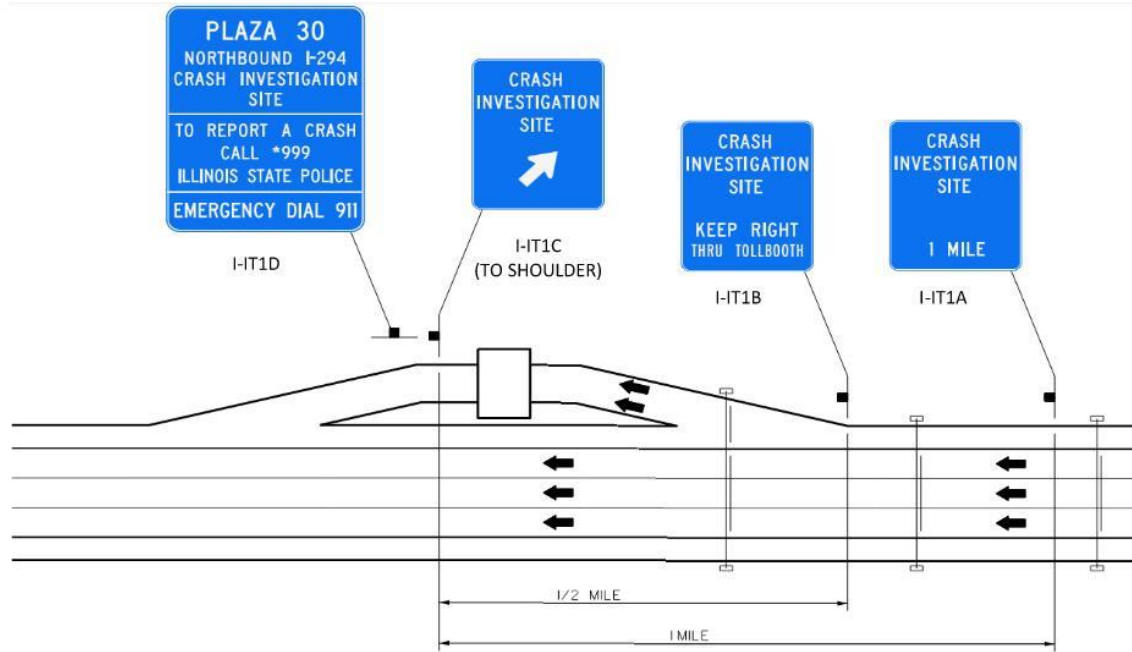 PLAZA 30
NORTHBOUND I-294
CRASH INVESTIGATION
SITE
TO REPORT A CRASH
CALL *999
ILLINOIS STATE POLICE
EMERGENCY DIAL 911
I-IT1D
CRASH
INVESTIGATION
SITE
I-IT1C
(TO SHOULDER)
CRASH
INVESTIGATION
SITE
KEEP RIGHT
THRU TOLLBOOTH
I-IT1B
CRASH
INVESTIGATION
SITE
1 MILE
I-IT1A
1/2 MILE
1 MILE